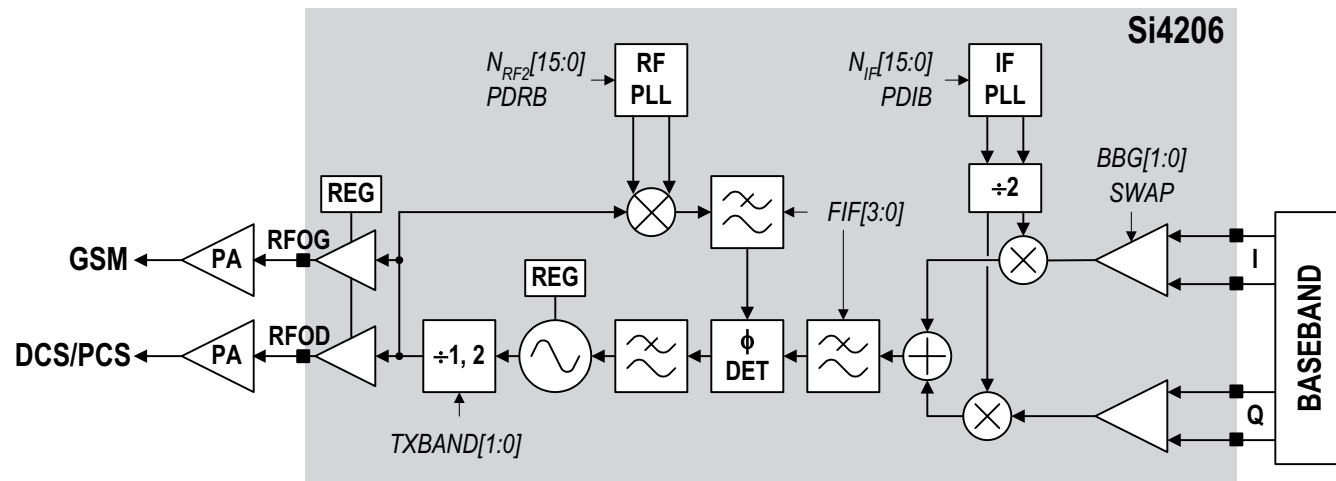 Si4206
N_RF2[15:0]
PDRB
RF
PLL
N_IF[15:0]
PDIB
IF
PLL
BBG[1:0]
SWAP
÷2
REG
FIF[3:0]
GSM
PA
RFOG
I
REG
DCS/PCS
PA
RFOD
÷1, 2
ϕ
DET
Q
BASEBAND
TXBAND[1:0]